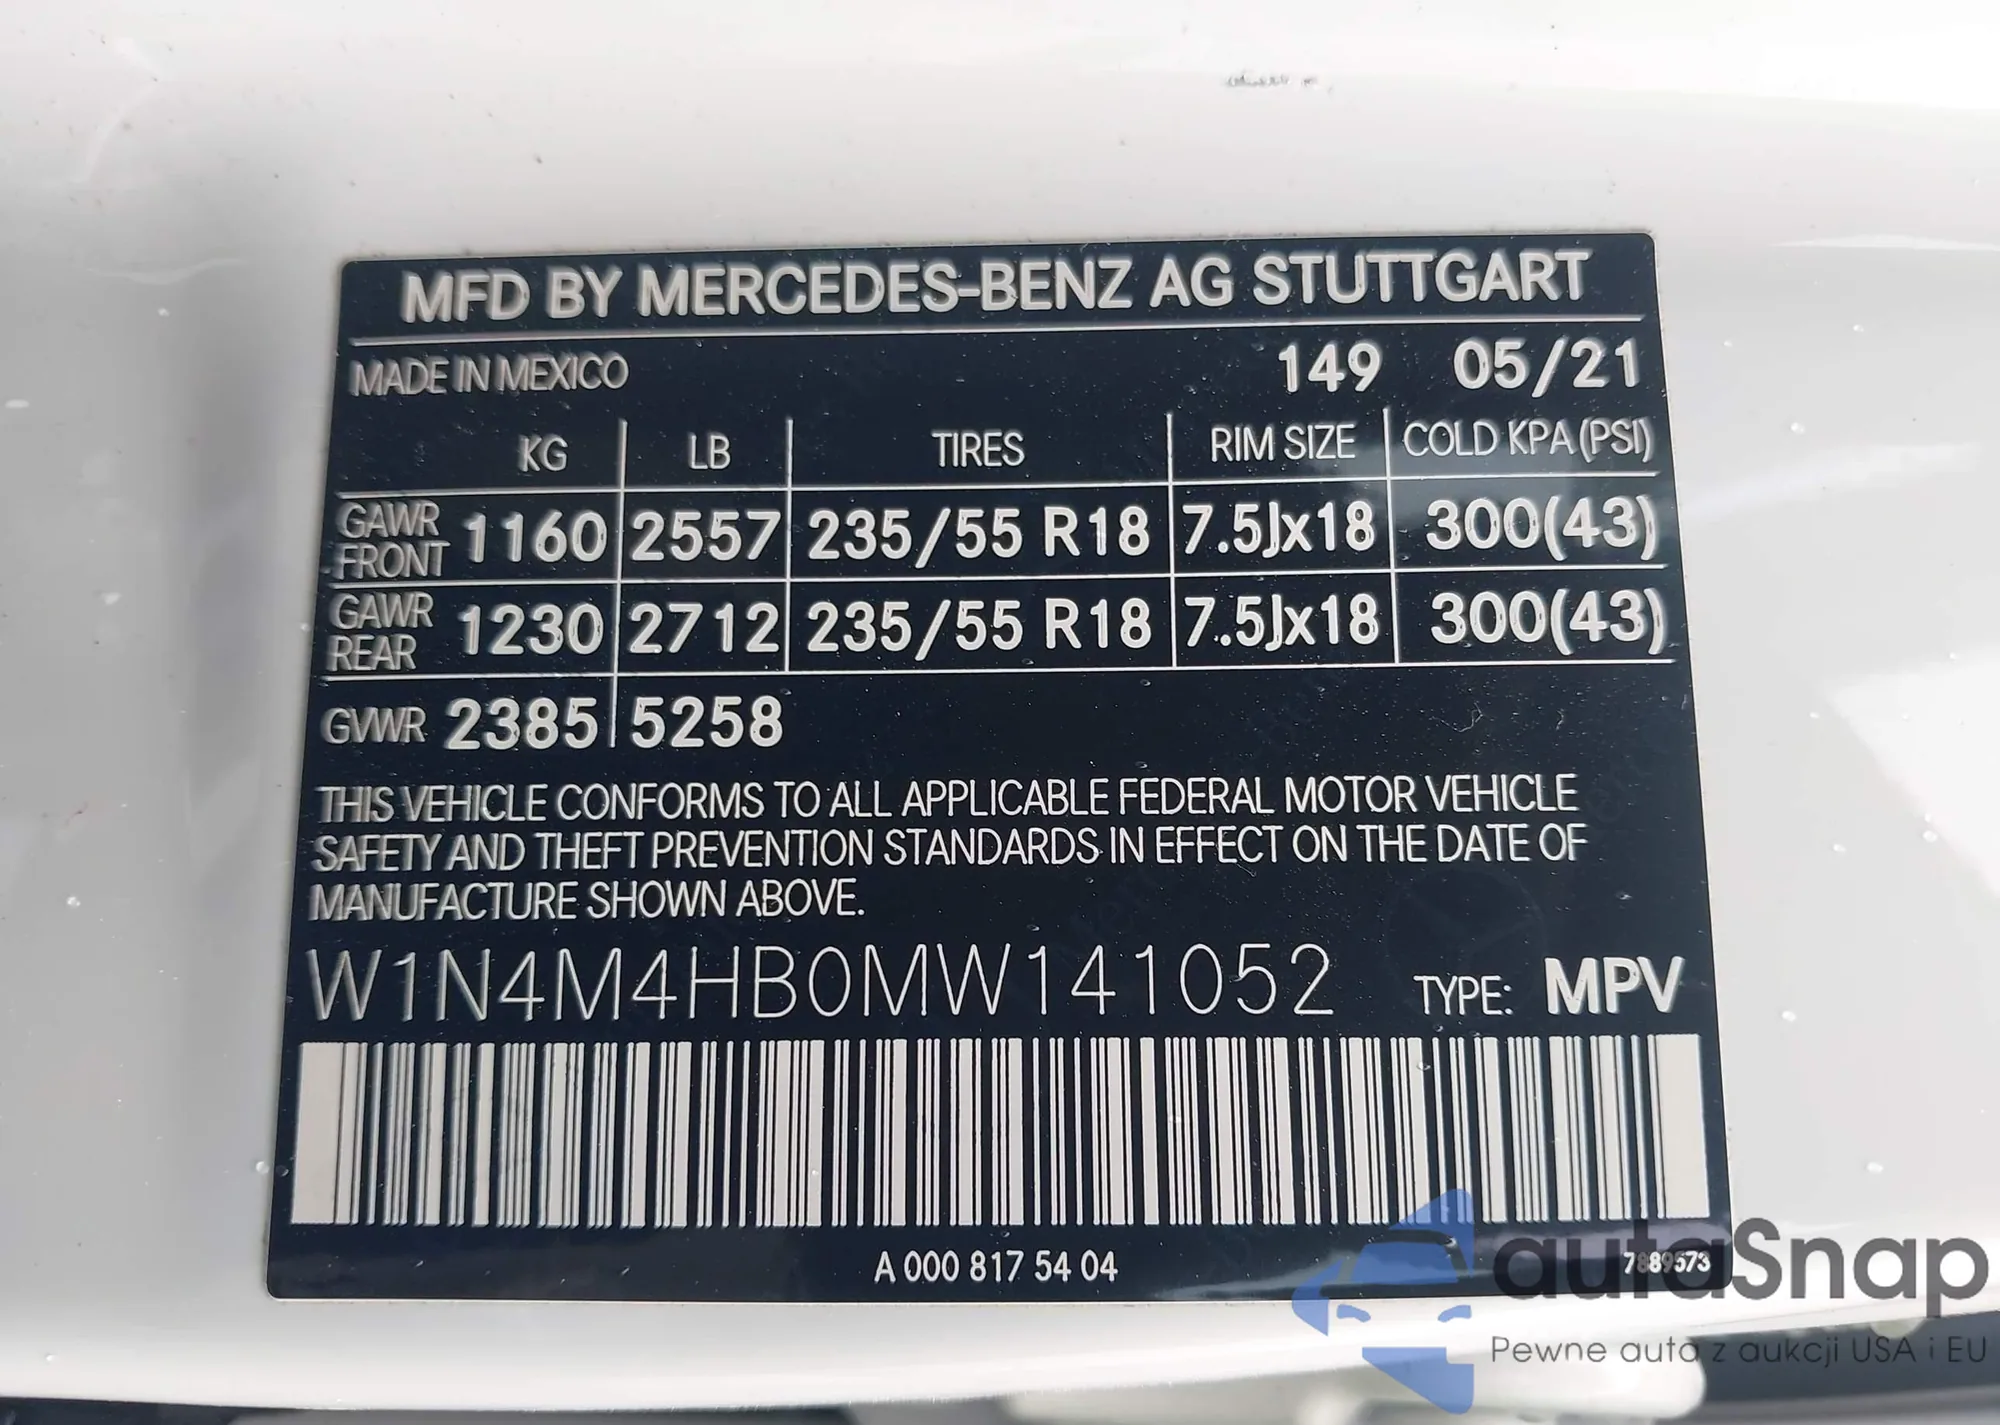 MFD BY MERCEDES-BENZ AG STUTTGART
MADE IN MEXICO 149 05/21
KG LB TIRES RIM SIZE COLD KPA (PSI)
GAWR FRONT 1160 2557 235/55 R18 7.5Jx18 300(43)
GAWR REAR 1230 2712 235/55 R18 7.5Jx18 300(43)
GVWR 2385 5258
THIS VEHICLE CONFORMS TO ALL APPLICABLE FEDERAL MOTOR VEHICLE
SAFETY AND THEFT PREVENTION STANDARDS IN EFFECT ON THE DATE OF
MANUFACTURE SHOWN ABOVE.
W1N4M4HB0MW141052 TYPE: MPV
A 000 817 54 04 7889573
autaSnap
Pewne auta z aukcji USA i EU